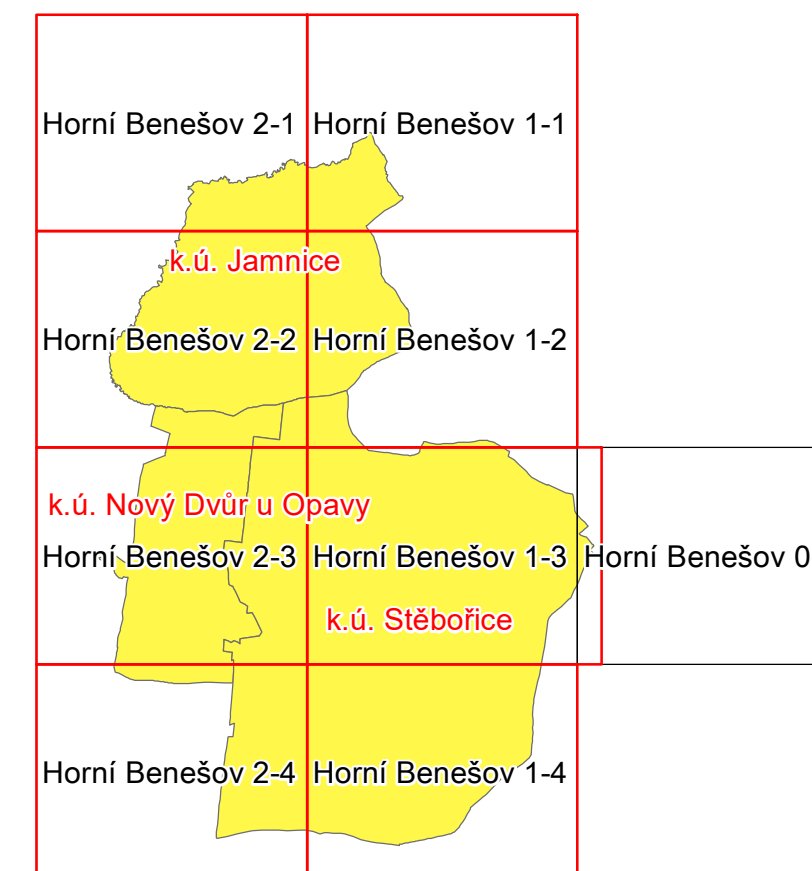 Horní Benešov 2-1
Horní Benešov 1-1
k.ú. Jamnice
Horní Benešov 2-2
Horní Benešov 1-2
k.ú. Nový Dvůr u Opavy
Horní Benešov 2-3
Horní Benešov 1-3
Horní Benešov 0
k.ú. Stěbořice
Horní Benešov 2-4
Horní Benešov 1-4